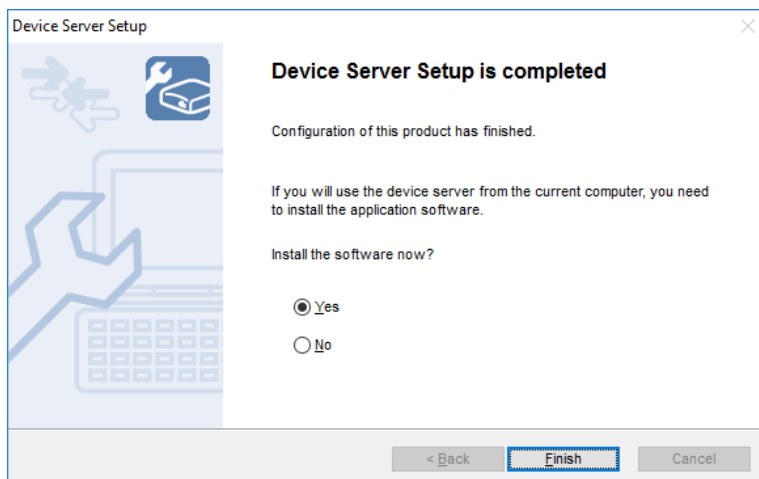 Device Server Setup
Device Server Setup is completed
Configuration of this product has finished.
If you will use the device server from the current computer, you need
to install the application software.
Install the software now?
Yes
No
< Back
Finish
Cancel